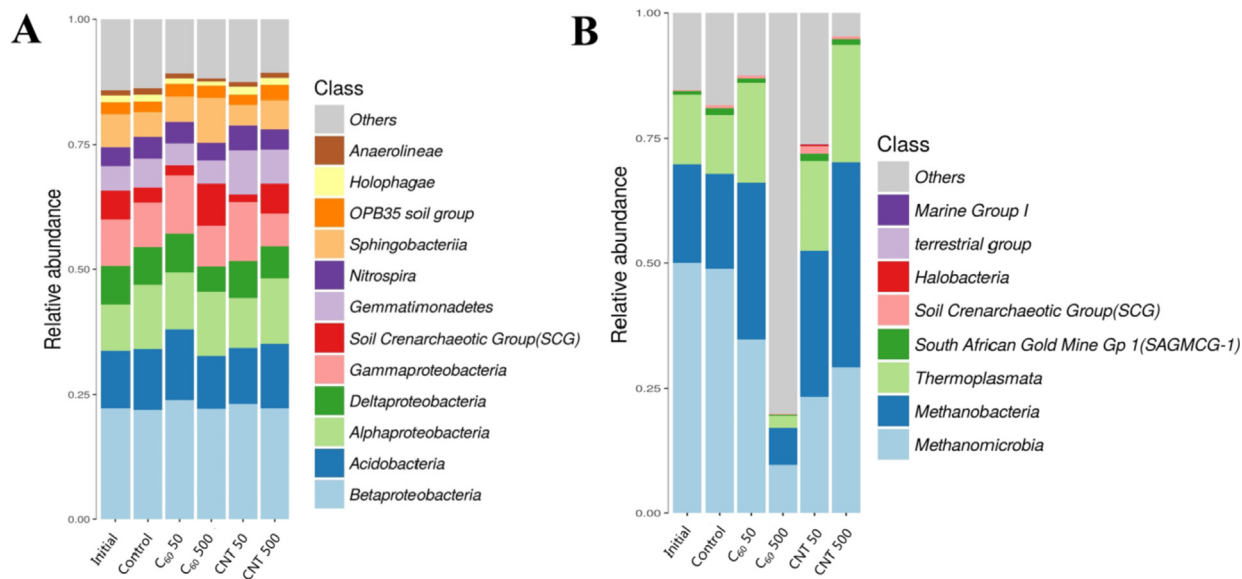 A
1.00
0.75
0.50
0.25
0.00
Relative abundance
Initial
Control
C₆₀ 50
C₆₀ 500
CNT 50
CNT 500
Class
Others
Anaerolineae
Holophagae
OPB35 soil group
Sphingobacteriia
Nitrospira
Gemmatimonadetes
Soil Crenarchaeotic Group(SCG)
Gammaproteobacteria
Deltaproteobacteria
Alphaproteobacteria
Acidobacteria
Betaproteobacteria
B
1.00
0.75
0.50
0.25
0.00
Relative abundance
Initial
Control
C₆₀ 50
C₆₀ 500
CNT 50
CNT 500
Class
Others
Marine Group I
terrestrial group
Halobacteria
Soil Crenarchaeotic Group(SCG)
South African Gold Mine Gp 1(SAGMCG-1)
Thermoplasmata
Methanobacteria
Methanomicrobia